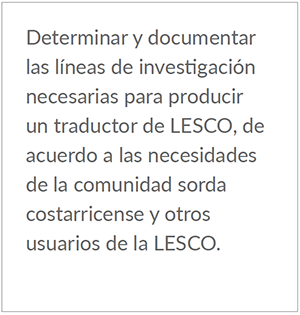 Determinar y documentar
las líneas de investigación
necesarias para producir
un traductor de LESCO, de
acuerdo a las necesidades
de la comunidad sorda
costarricense y otros
usuarios de la LESCO.